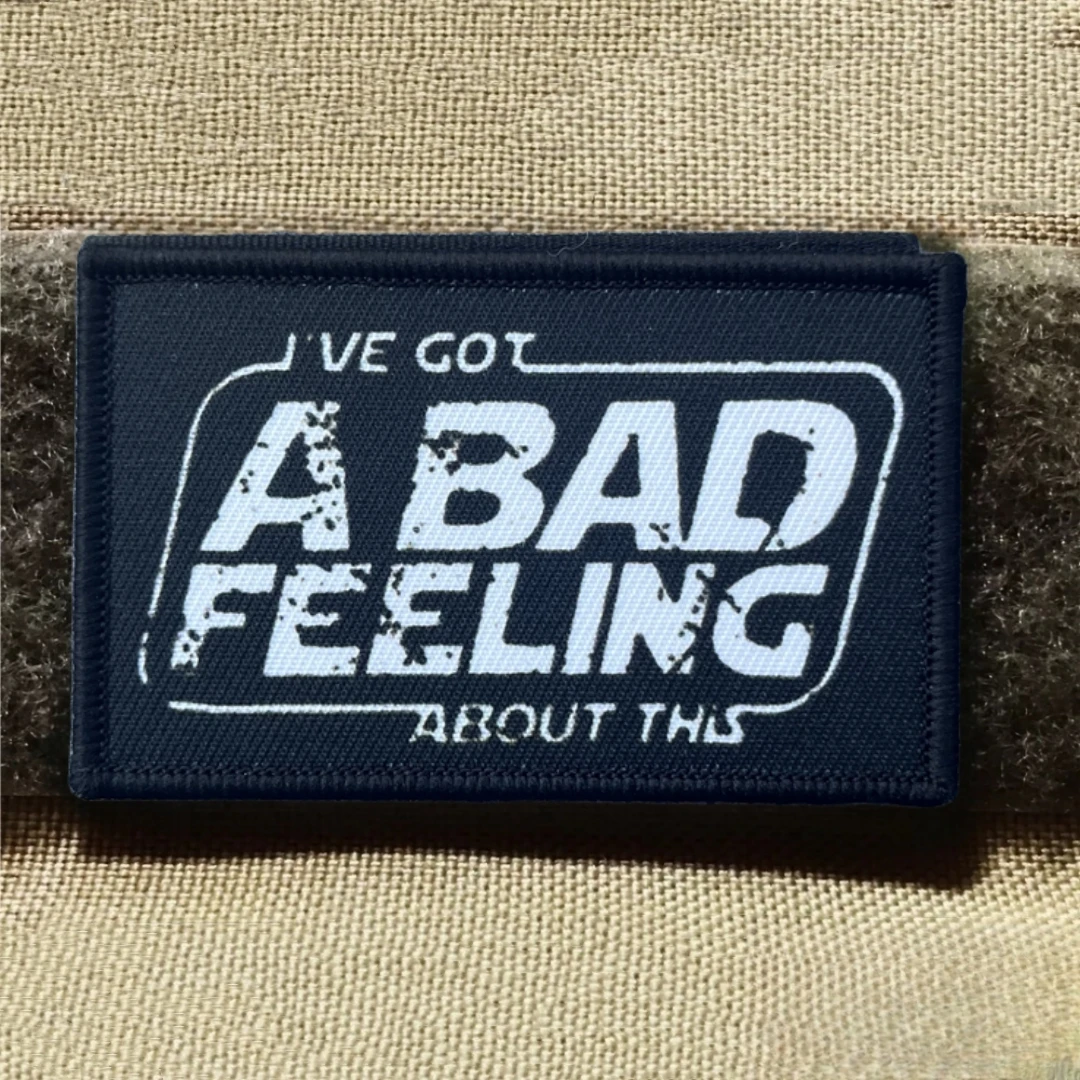 I'VE GOT
A BAD
FEELING
ABOUT THIS